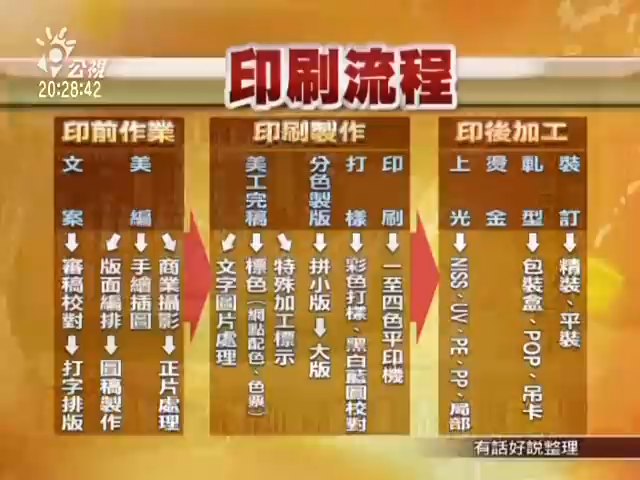 公視
20:28:42
印刷流程
印前作業
文案
審稿校對
打字排版
美編
版面編排
圖稿製作
手繪插圖
商業攝影
正片處理
印刷製作
美工完稿
文字圖片處理
標色(網點配色、色票)
特殊加工標示
分色製版
拼小版
大版
打樣
彩色打樣、黑白藍圖校對
印刷
一至四色平印機
印後加工
上光
NISS、UV、PE、PP、局部
燙金
軋型
包裝盒、POP、吊卡
裝訂
精裝、平裝
有話好說整理